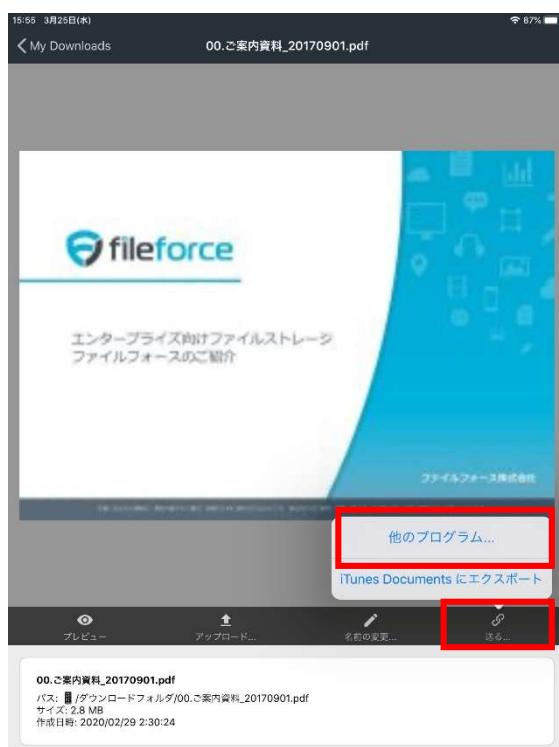 15:55 3月25日(水) 67%
My Downloads 00.ご案内資料_20170901.pdf
fileforce
エンタープライズ向けファイルストレージ
ファイルフォースのご紹介
ファイルフォース株式会社
他のプログラム...
iTunes Documents にエクスポート
プレビュー アップロード... 名前の変更... 送る...
00.ご案内資料_20170901.pdf
パス: /ダウンロードフォルダ/00.ご案内資料_20170901.pdf
サイズ: 2.8 MB
作成日時: 2020/02/29 2:30:24